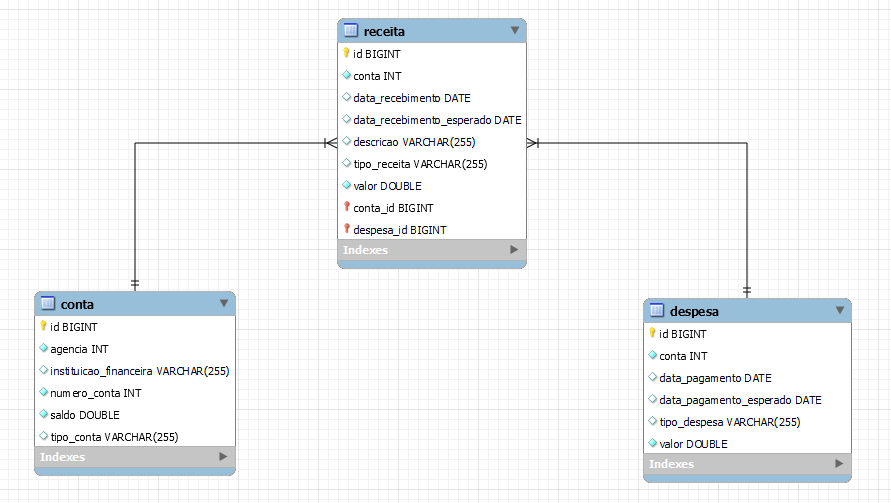 receita
id BIGINT
conta INT
data_recebimento DATE
data_recebimento_esperado DATE
descricao VARCHAR(255)
tipo_receita VARCHAR(255)
valor DOUBLE
conta_id BIGINT
despesa_id BIGINT
Indexes
conta
id BIGINT
agencia INT
instituicao_financeira VARCHAR(255)
numero_conta INT
saldo DOUBLE
tipo_conta VARCHAR(255)
Indexes
despesa
id BIGINT
conta INT
data_pagamento DATE
data_pagamento_esperado DATE
tipo_despesa VARCHAR(255)
valor DOUBLE
Indexes